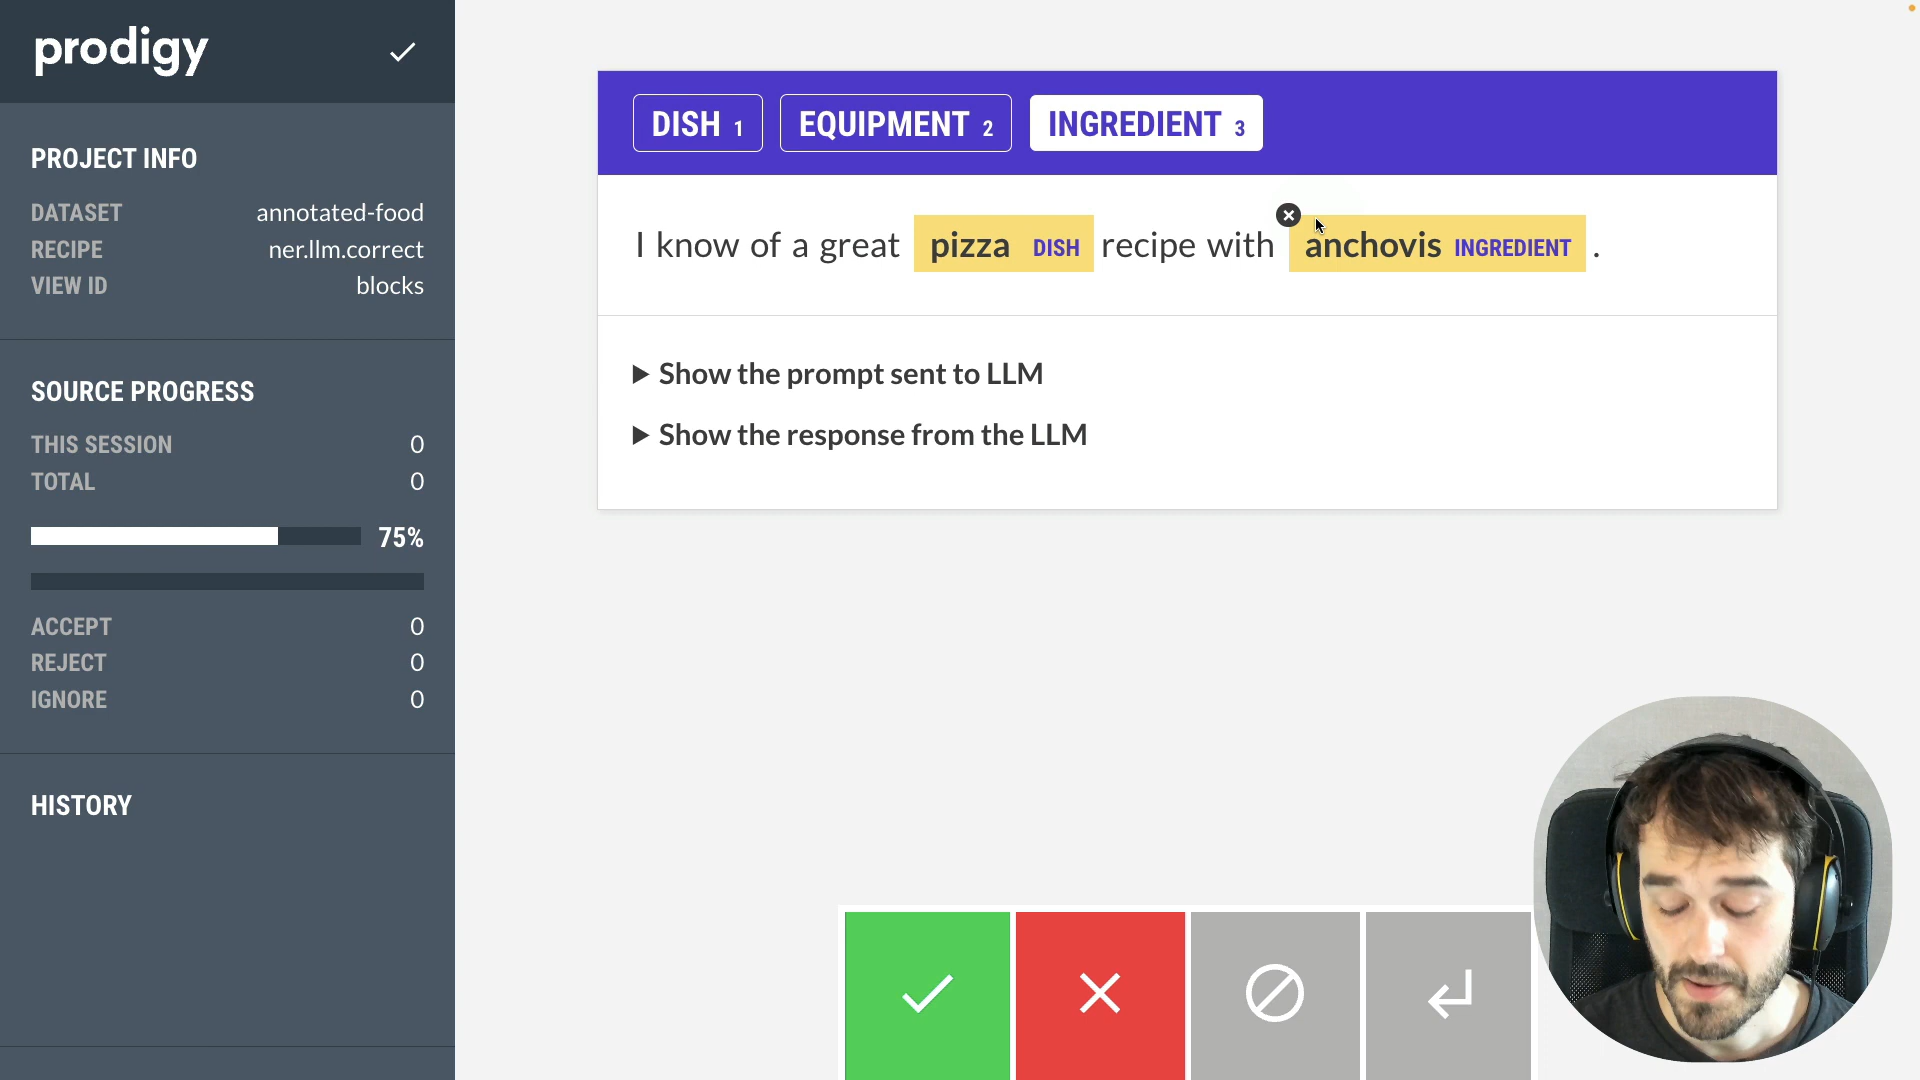 prodigy
PROJECT INFO
DATASET annotated-food
RECIPE ner.llm.correct
VIEW ID blocks
SOURCE PROGRESS
THIS SESSION 0
TOTAL 0
75%
ACCEPT 0
REJECT 0
IGNORE 0
HISTORY
DISH 1 EQUIPMENT 2 INGREDIENT 3
I know of a great pizza DISH recipe with anchovis INGREDIENT .
Show the prompt sent to LLM
Show the response from the LLM